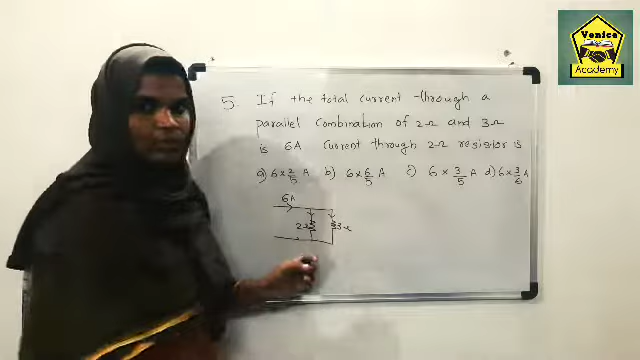 Venice
Academy
5. If the total current through a
parallel Combination of 2Ω and 3Ω
is 6A Current through 2Ω resistor is
a) 6 × 2/5 A b) 6 × 6/5 A c) 6 × 3/5 A d) 6 × 3/6 A
6A
2Ω 3Ω